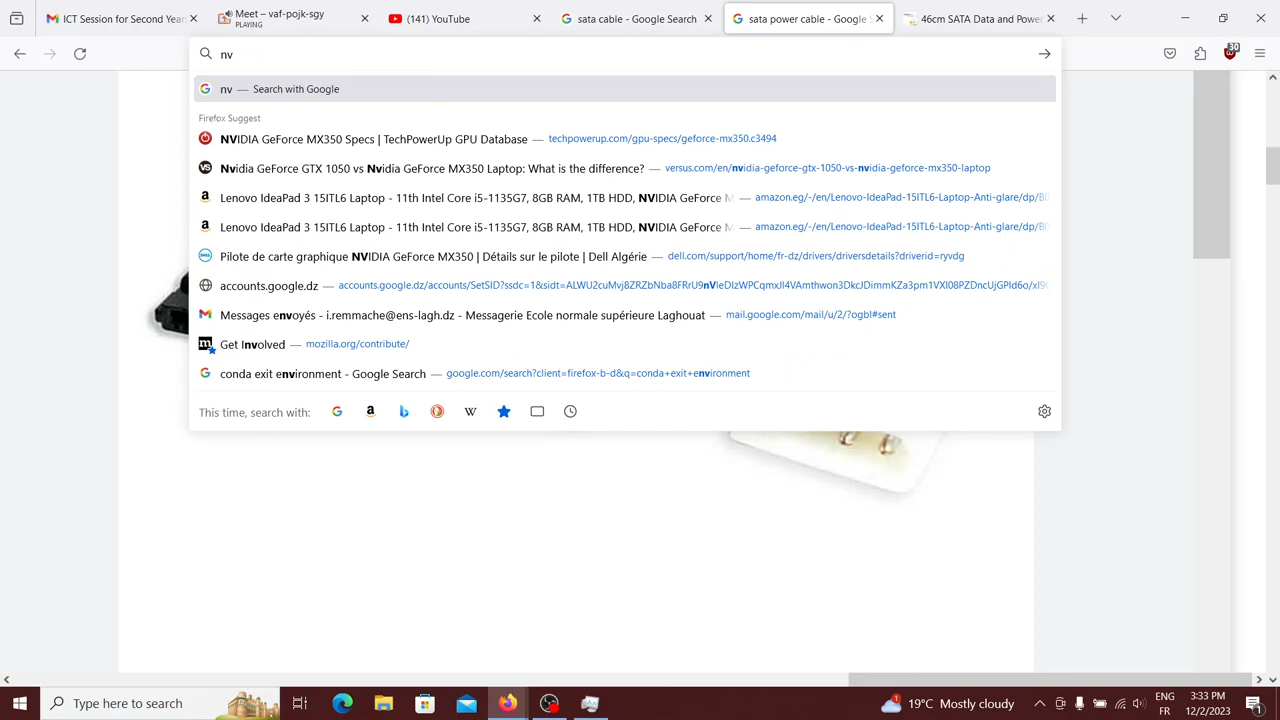 ICT Session for Second Year
Meet – vaf-pojk-sgy
PLAYING
(141) YouTube
sata cable - Google Search
sata power cable - Google S
46cm SATA Data and Power
nv
30
nv — Search with Google
Firefox Suggest
NVIDIA GeForce MX350 Specs | TechPowerUp GPU Database — techpowerup.com/gpu-specs/geforce-mx350.c3494
Nvidia GeForce GTX 1050 vs Nvidia GeForce MX350 Laptop: What is the difference? — versus.com/en/nvidia-geforce-gtx-1050-vs-nvidia-geforce-mx350-laptop
Lenovo IdeaPad 3 15ITL6 Laptop - 11th Intel Core i5-1135G7, 8GB RAM, 1TB HDD, NVIDIA GeForce M — amazon.eg/-/en/Lenovo-IdeaPad-15ITL6-Laptop-Anti-glare/dp/B0
Lenovo IdeaPad 3 15ITL6 Laptop - 11th Intel Core i5-1135G7, 8GB RAM, 1TB HDD, NVIDIA GeForce M — amazon.eg/-/en/Lenovo-IdeaPad-15ITL6-Laptop-Anti-glare/dp/B0
Pilote de carte graphique NVIDIA GeForce MX350 | Détails sur le pilote | Dell Algérie — dell.com/support/home/fr-dz/drivers/driversdetails?driverid=ryvdg
accounts.google.dz —
Messages envoyés - i.remmache@ens-lagh.dz - Messagerie Ecole normale supérieure Laghouat — mail.google.com/mail/u/2/?ogbl#sent
Get Involved — mozilla.org/contribute/
conda exit environment - Google Search — google.com/search?client=firefox-b-d&q=conda+exit+environment
This time, search with:
Type here to search
1
19°C Mostly cloudy
ENG
FR
3:33 PM
12/2/2023
1